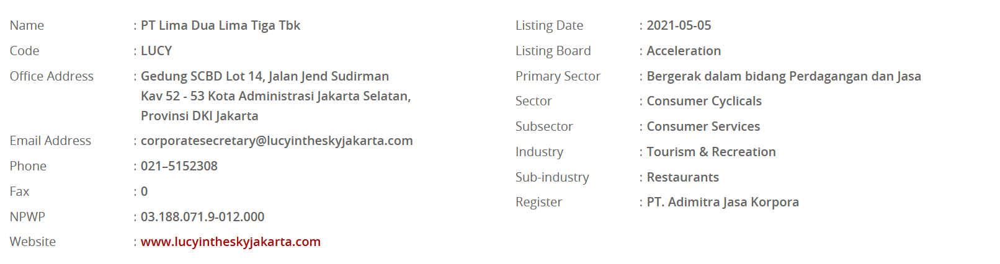 Name : PT Lima Dua Lima Tiga Tbk
Code : LUCY
Office Address : Gedung SCBD Lot 14, Jalan Jend Sudirman
Kav 52 - 53 Kota Administrasi Jakarta Selatan,
Provinsi DKI Jakarta
Email Address : corporatesecretary@lucyintheskyjakarta.com
Phone : 021–5152308
Fax : 0
NPWP : 03.188.071.9-012.000
Website : www.lucyintheskyjakarta.com
Listing Date : 2021-05-05
Listing Board : Acceleration
Primary Sector : Bergerak dalam bidang Perdagangan dan Jasa
Sector : Consumer Cyclicals
Subsector : Consumer Services
Industry : Tourism & Recreation
Sub-industry : Restaurants
Register : PT. Adimitra Jasa Korpora